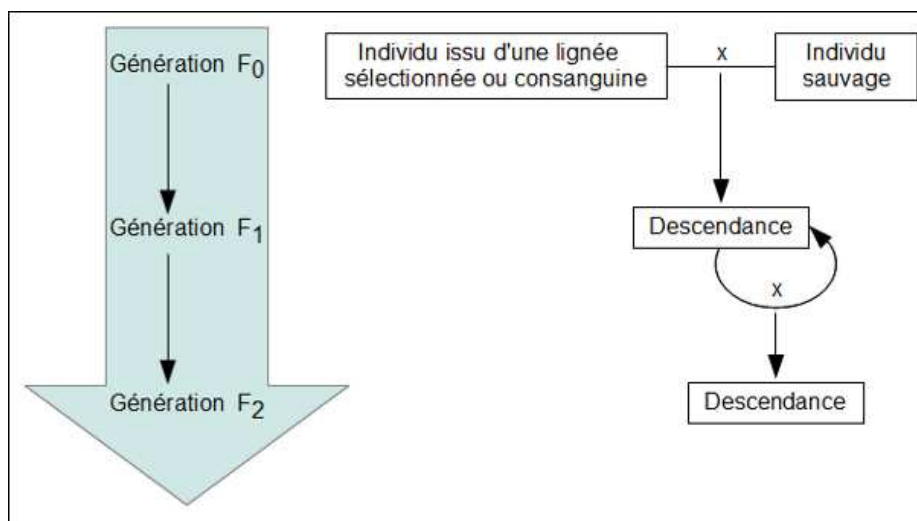 Génération F0
Individu issu d'une lignée
sélectionnée ou consanguine
x
Individu
sauvage
Génération F1
Descendance
x
Génération F2
Descendance